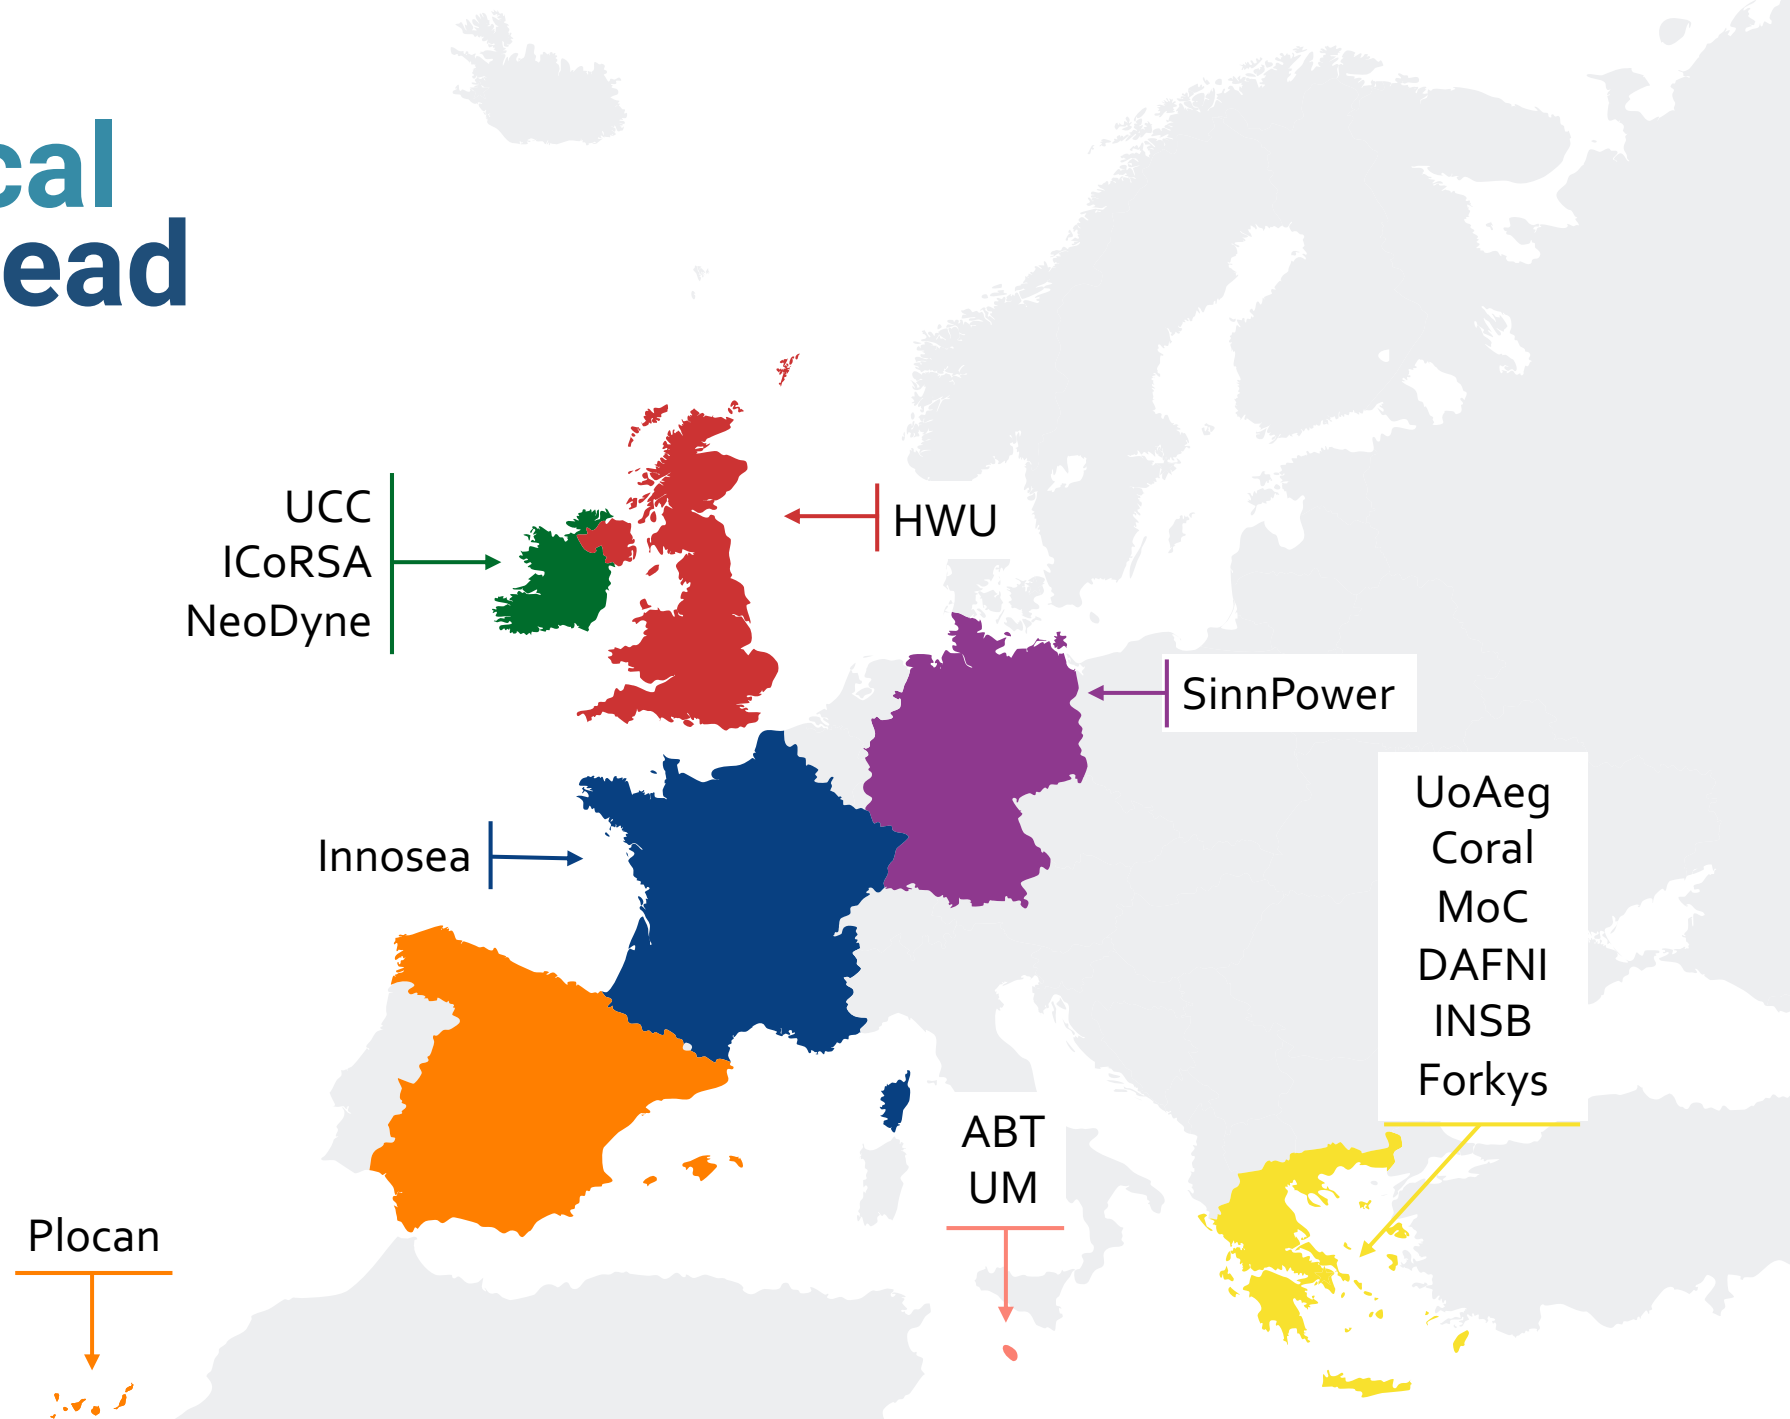 cal
ead
UCC
ICoRSA
NeoDyne
HWU
SinnPower
Innosea
UoAeg
Coral
MoC
DAFNI
INSB
Forkys
ABT
UM
Plocan